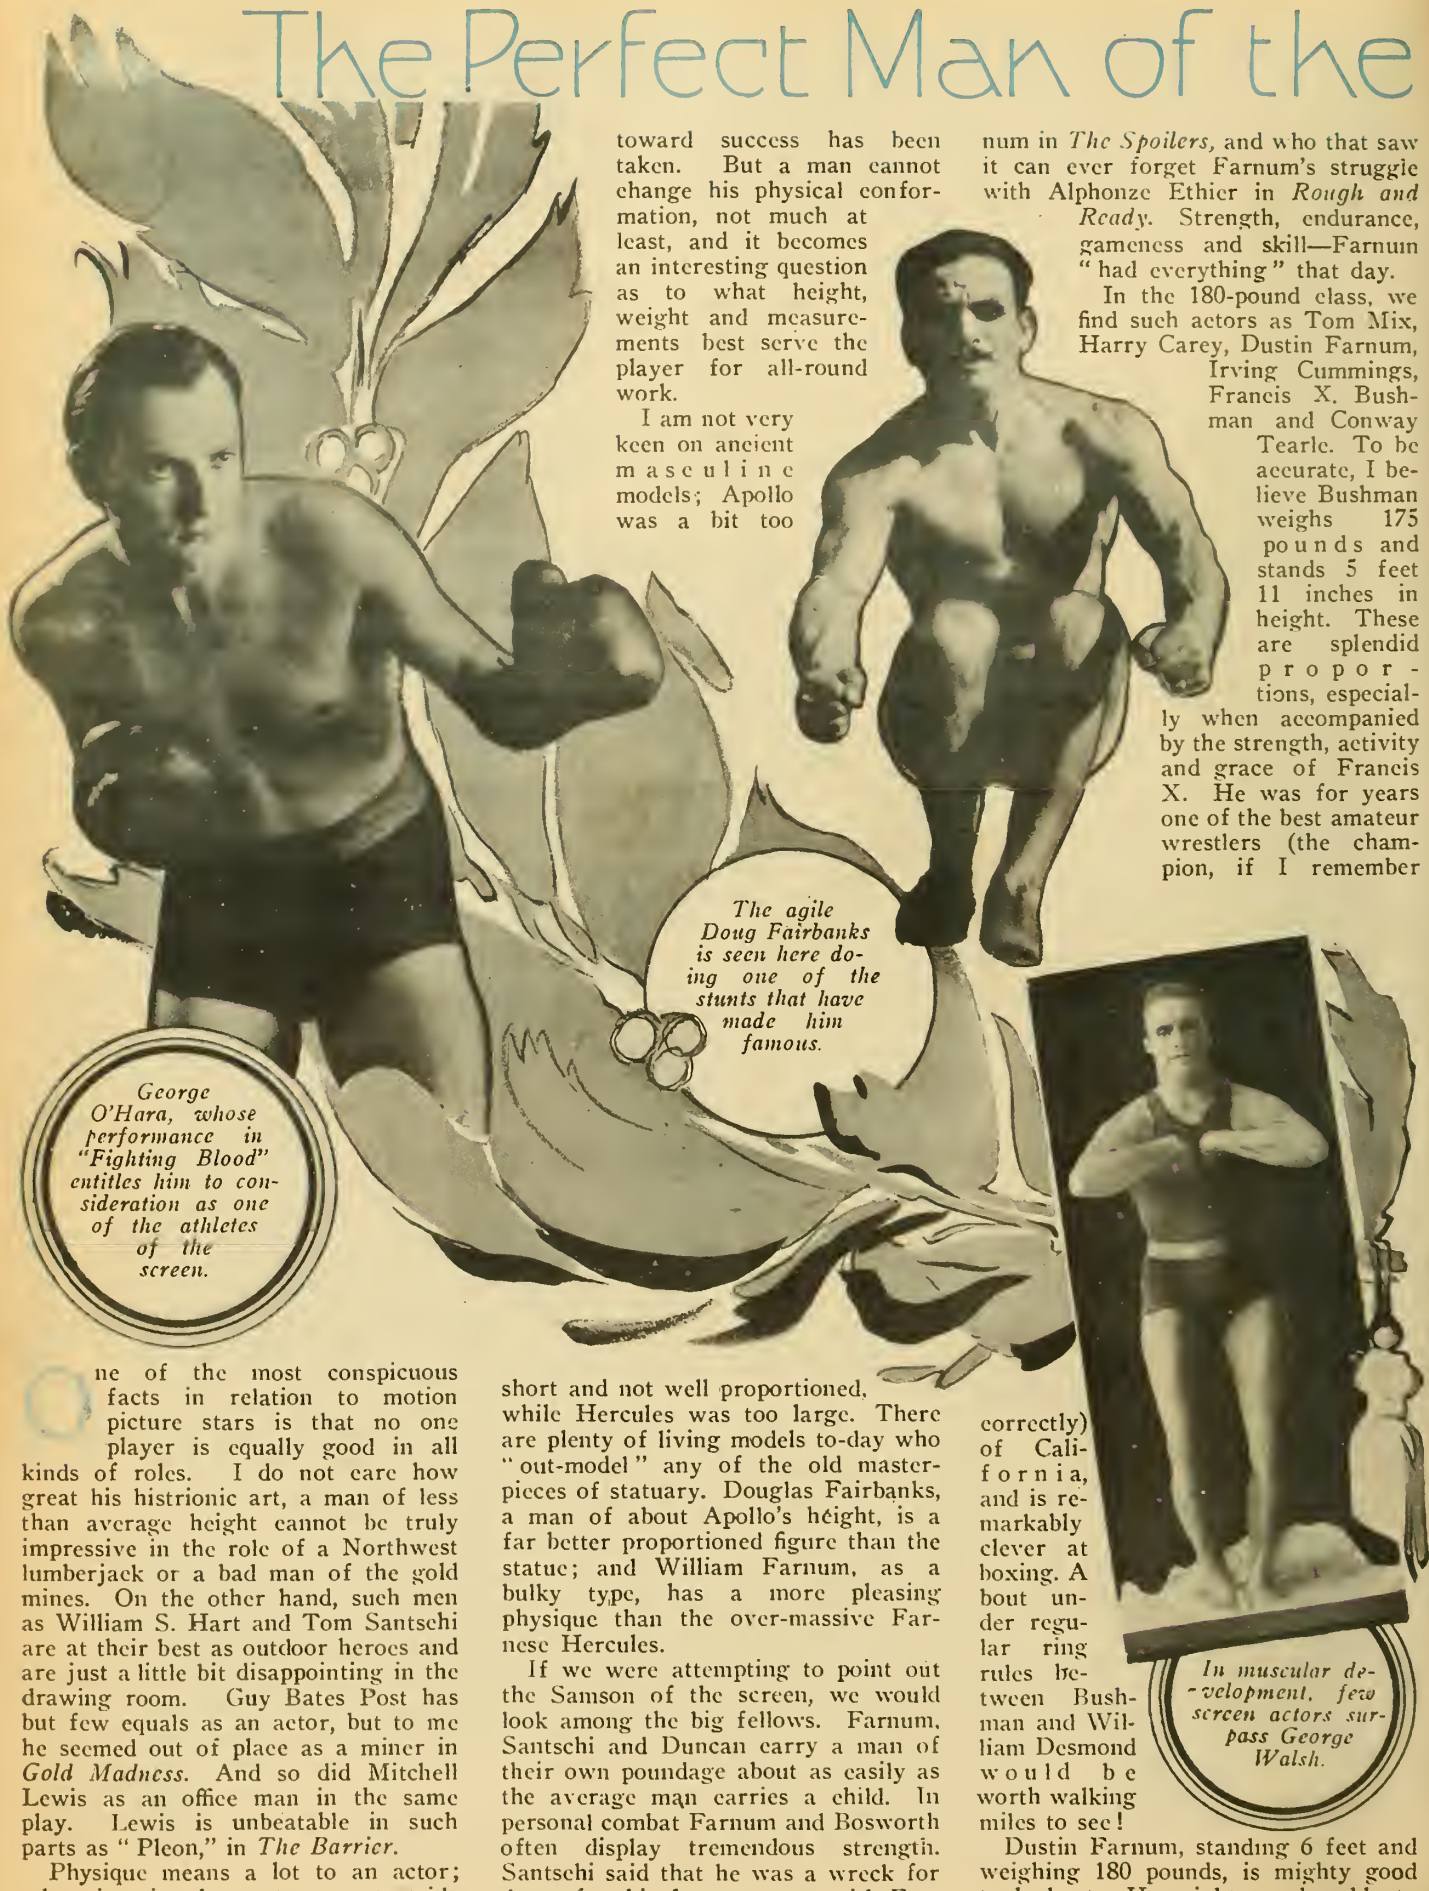 The Perfect Man of the
George
O'Hara, whose
performance in
"Fighting Blood"
entitles him to con-
sideration as one
of the athletes
of the
screen.
One of the most conspicuous
facts in relation to motion
picture stars is that no one
player is equally good in all
kinds of roles. I do not care how
great his histrionic art, a man of less
than average height cannot be truly
impressive in the role of a Northwest
lumberjack or a bad man of the gold
mines. On the other hand, such men
as William S. Hart and Tom Santschi
are at their best as outdoor heroes and
are just a little bit disappointing in the
drawing room. Guy Bates Post has
but few equals as an actor, but to me
he seemed out of place as a miner in
Gold Madness. And so did Mitchell
Lewis as an office man in the same
play. Lewis is unbeatable in such
parts as " Pleon," in The Barrier.
Physique means a lot to an actor;
toward success has been
taken. But a man cannot
change his physical confor-
mation, not much at
least, and it becomes
an interesting question
as to what height,
weight and measure-
ments best serve the
player for all-round
work.
I am not very
keen on ancient
masculine
models; Apollo
was a bit too
The agile
Doug Fairbanks
is seen here do-
ing one of the
stunts that have
made him
famous.
short and not well proportioned,
while Hercules was too large. There
are plenty of living models to-day who
" out-model " any of the old master-
pieces of statuary. Douglas Fairbanks,
a man of about Apollo's height, is a
far better proportioned figure than the
statue; and William Farnum, as a
bulky type, has a more pleasing
physique than the over-massive Far-
nese Hercules.
If we were attempting to point out
the Samson of the screen, we would
look among the big fellows. Farnum,
Santschi and Duncan carry a man of
their own poundage about as easily as
the average man carries a child. In
personal combat Farnum and Bosworth
often display tremendous strength.
Santschi said that he was a wreck for
num in The Spoilers, and who that saw
it can ever forget Farnum's struggle
with Alphonze Ethier in Rough and
Ready. Strength, endurance,
gameness and skill—Farnum
" had everything " that day.
In the 180-pound class, we
find such actors as Tom Mix,
Harry Carey, Dustin Farnum,
Irving Cummings,
Francis X. Bush-
man and Conway
Tearle. To be
accurate, I be-
lieve Bushman
weighs 175
pounds and
stands 5 feet
11 inches in
height. These
are splendid
propor-
tions, especial-
ly when accompanied
by the strength, activity
and grace of Francis
X. He was for years
one of the best amateur
wrestlers (the cham-
pion, if I remember
correctly)
of Cali-
fornia,
and is re-
markably
clever at
boxing. A
bout un-
der regu-
lar ring
rules be-
tween Bush-
man and Wil-
liam Desmond
would be
worth walking
miles to see!
Dustin Farnum, standing 6 feet and
weighing 180 pounds, is mighty good
In muscular de-
velopment, few
screen actors sur-
pass George
Walsh.